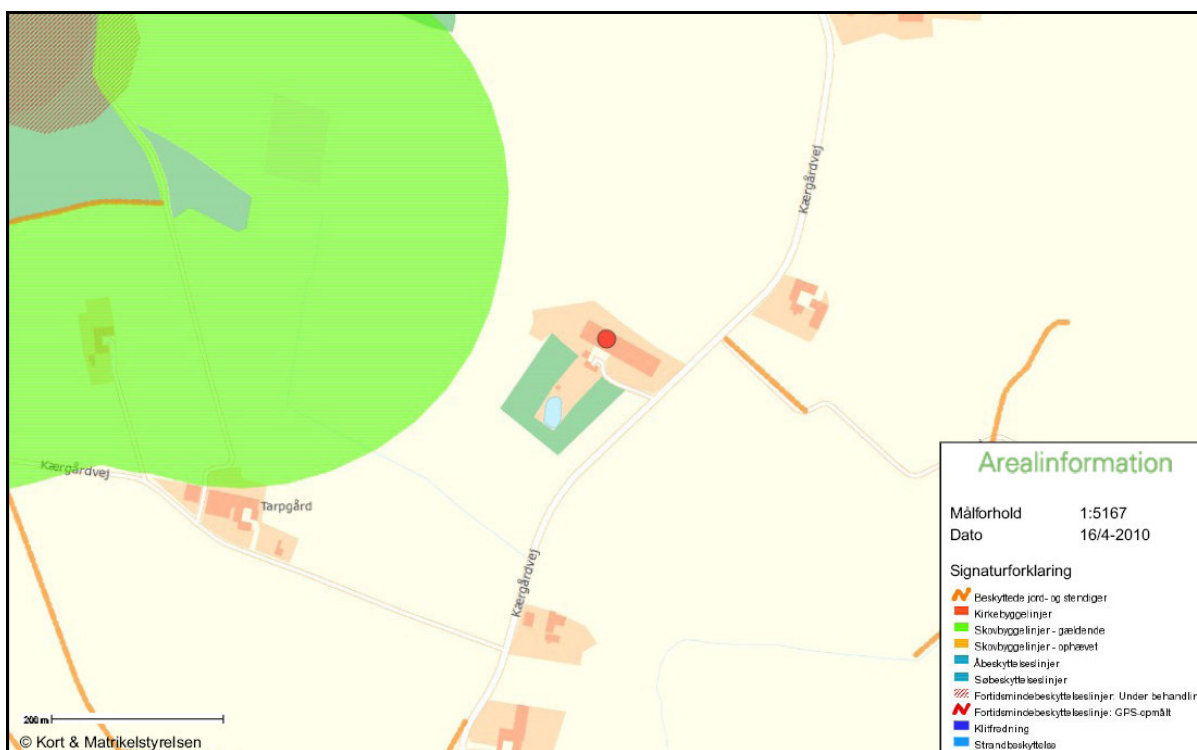 Kærgårdvej
Kærgårdvej
Tarpgård
Kærgårdvej
200 m
© Kort & Matrikelstyrelsen
Arealinformation
Målforhold 1:5167
Dato 16/4-2010
Signaturforklaring
Beskyttede jord- og stendiger
Kirkebyggelinjer
Skovbyggelinjer - gældende
Skovbyggelinjer - ophævet
Åbeskyttelseslinjer
Søbeskyttelseslinjer
Fortidsmindebeskyttelseslinjer: Under behandlin
Fortidsmindebeskyttelseslinje: GPS-opmålt
Klitfredning
Strandbeskyttelse